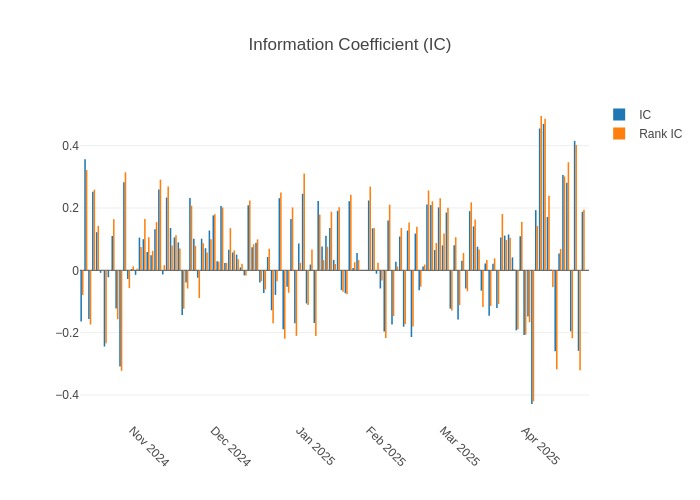 Information Coefficient (IC)
IC
Rank IC
0.4
0.2
0
−0.2
−0.4
Nov 2024
Dec 2024
Jan 2025
Feb 2025
Mar 2025
Apr 2025